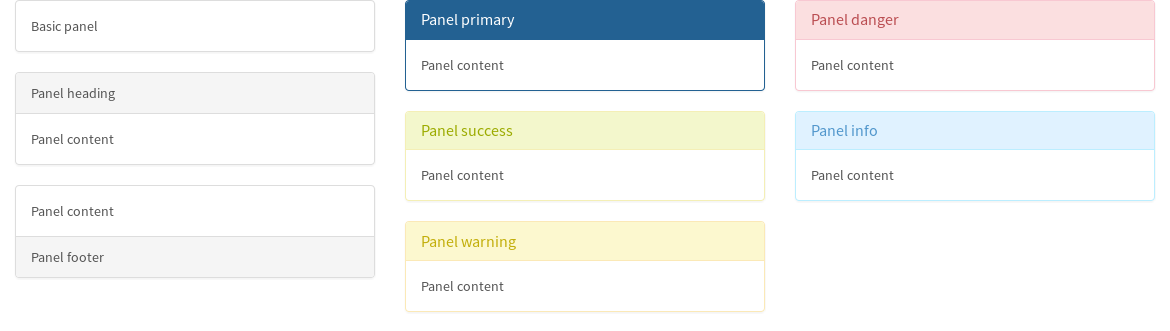 Basic panel
Panel heading
Panel content
Panel content
Panel footer
Panel primary
Panel content
Panel success
Panel content
Panel warning
Panel content
Panel danger
Panel content
Panel info
Panel content